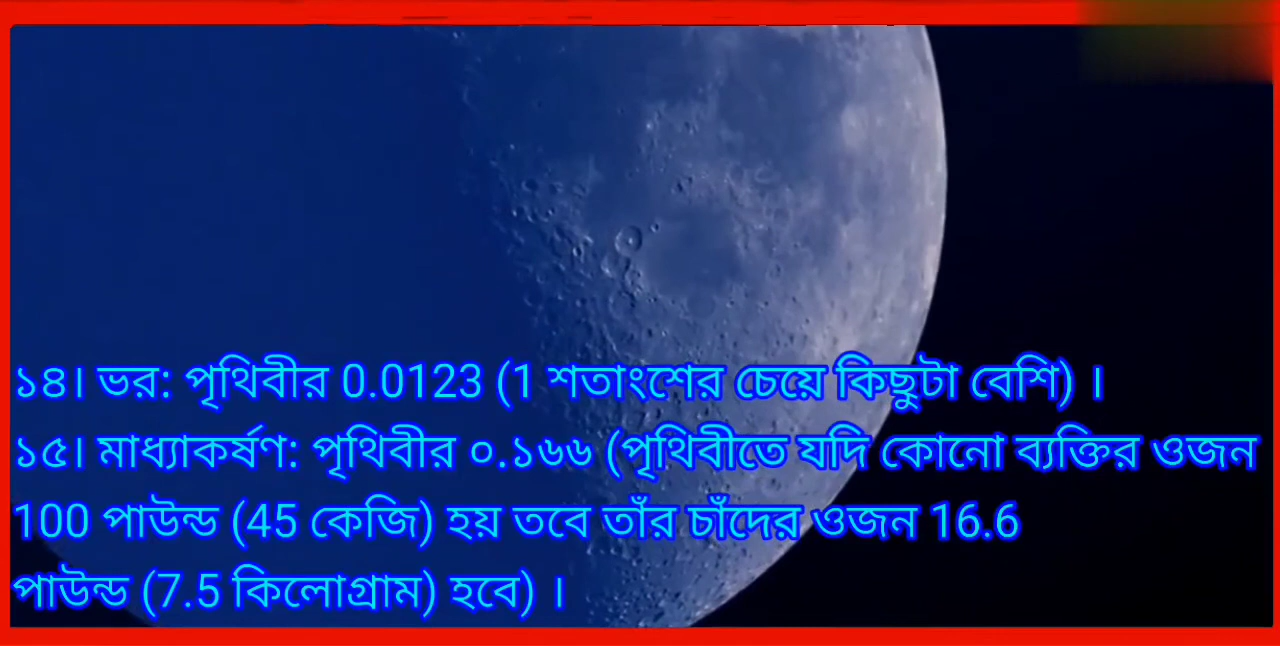 ১৪। ভর: পৃথিবীর 0.0123 (1 শতাংশের চেয়ে কিছুটা বেশি) ।
১৫। মাধ্যাকর্ষণ: পৃথিবীর ০.১৬৬ (পৃথিবীতে যদি কোনো ব্যক্তির ওজন
100 পাউন্ড (45 কেজি) হয় তবে তাঁর চাঁদের ওজন 16.6
পাউন্ড (7.5 কিলোগ্রাম) হবে) ।